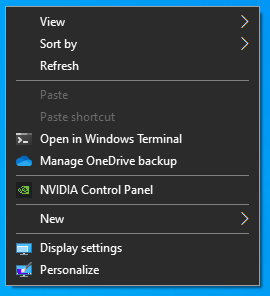 View
Sort by
Refresh
Paste
Paste shortcut
Open in Windows Terminal
Manage OneDrive backup
NVIDIA Control Panel
New
Display settings
Personalize